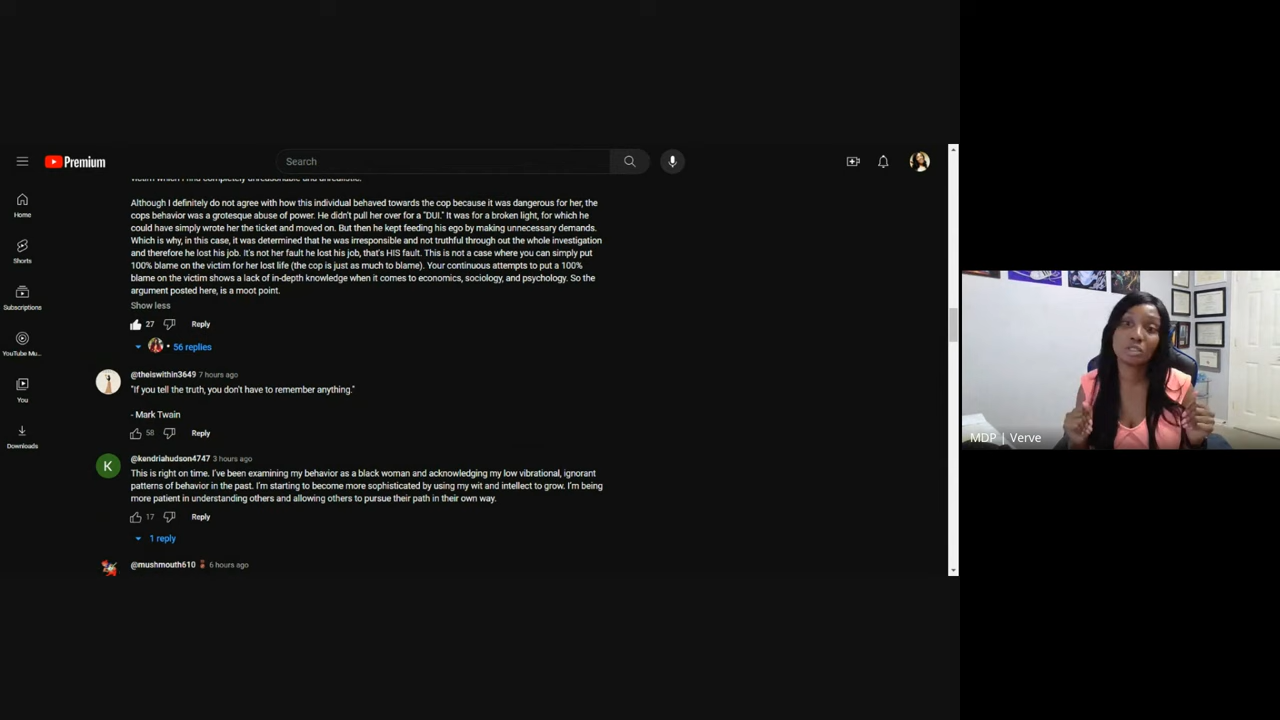 Premium
Search
victim which I find completely unreasonable and unrealistic.
Although I definitely do not agree with how this individual behaved towards the cop because it was dangerous for her, the
cops behavior was a grotesque abuse of power. He didn't pull her over for a "DUI." It was for a broken light, for which he
could have simply wrote her the ticket and moved on. But then he kept feeding his ego by making unnecessary demands.
Which is why, in this case, it was determined that he was irresponsible and not truthful through out the whole investigation
and therefore he lost his job. It's not her fault he lost his job, that's HIS fault. This is not a case where you can simply put
100% blame on the victim for her lost life (the cop is just as much to blame). Your continuous attempts to put a 100%
blame on the victim shows a lack of in-depth knowledge when it comes to economics, sociology, and psychology. So the
argument posted here, is a moot point.
Show less
27 Reply
56 replies
@theiswithin3649 7 hours ago
"If you tell the truth, you don't have to remember anything."
- Mark Twain
58 Reply
@kendriahudson4747 3 hours ago
K
This is right on time. I've been examining my behavior as a black woman and acknowledging my low vibrational, ignorant
patterns of behavior in the past. I'm starting to become more sophisticated by using my wit and intellect to grow. I'm being
more patient in understanding others and allowing others to pursue their path in their own way.
17 Reply
1 reply
@mushmouth610 6 hours ago
Home
Shorts
Subscriptions
YouTube Mu...
You
Downloads
MDP | Verve